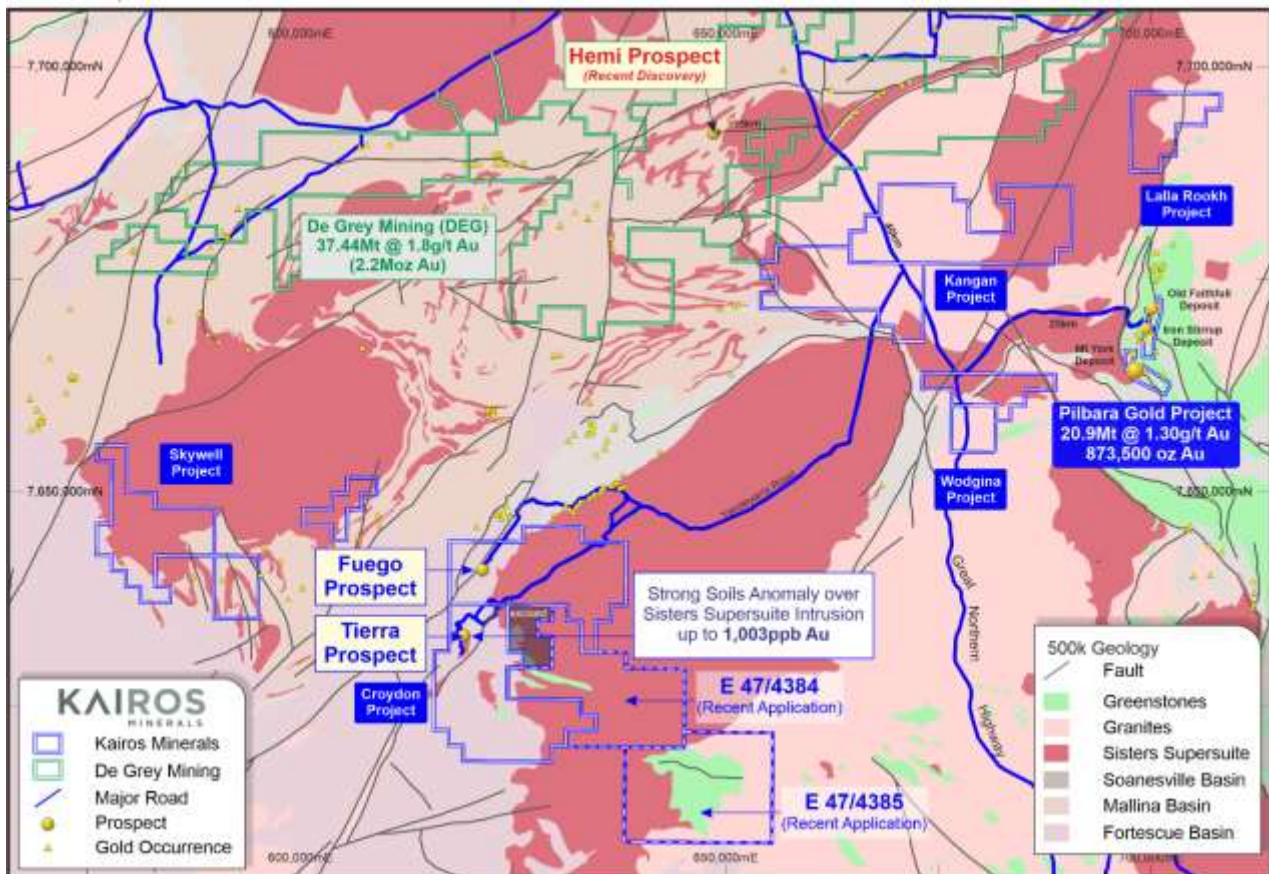 600,000mE
650,000mE
700,000mE
7,700,000mN
7,700,000mN
Hemi Prospect
(Recent Discovery)
Lalla Rookh
Project
De Grey Mining (DEG)
37.44Mt @ 1.8g/t Au
(2.2Moz Au)
Kangan
Project
Old Faithfull
Deposit
Iron Stirrup
Deposit
25km
Mt York
Deposit
Pilbara Gold Project
20.9Mt @ 1.30g/t Au
873,500 oz Au
Skywell
Project
7,650,000mN
7,650,000mN
Wodgina
Project
Fuego
Prospect
Tierra
Prospect
Croydon
Project
Strong Soils Anomaly over
Sisters Supersuite Intrusion
up to 1,003ppb Au
Great Northern Highway
E 47/4384
(Recent Application)
E 47/4385
(Recent Application)
KAIROS
MINERALS
Kairos Minerals
De Grey Mining
Major Road
Prospect
Gold Occurrence
500k Geology
Fault
Greenstones
Granites
Sisters Supersuite
Soanesville Basin
Mallina Basin
Fortescue Basin
600,000mE
650,000mE
700,000mE